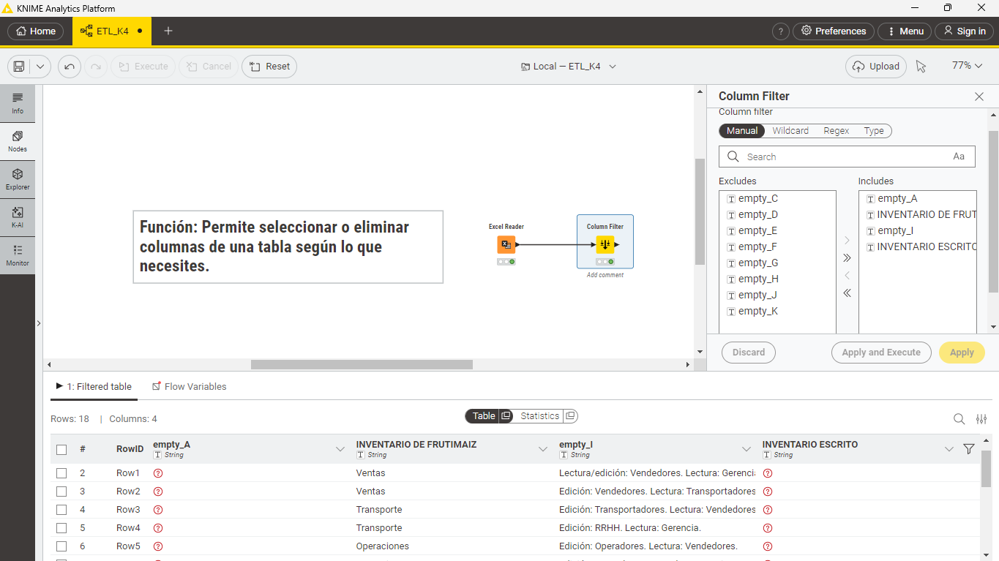 KNIME Analytics Platform
Home
ETL_K4
?
Preferences
Menu
Sign in
Execute
Cancel
Reset
Local — ETL_K4
Upload
77%
Info
Nodes
Explorer
K-AI
Monitor
Función: Permite seleccionar o eliminar
columnas de una tabla según lo que
necesites.
Excel Reader
Column Filter
Add comment
Column Filter
Column filter
Manual Wildcard Regex Type
Search Aa
Excludes
empty_C
empty_D
empty_E
empty_F
empty_G
empty_H
empty_J
empty_K
Includes
empty_A
INVENTARIO DE FRUT
empty_I
INVENTARIO ESCRITO
Discard
Apply and Execute
Apply
1: Filtered table
Flow Variables
Rows: 18 | Columns: 4
Table
Statistics
# RowID empty_A INVENTARIO DE FRUTIMAIZ empty_I INVENTARIO ESCRITO
T String T String T String T String
2 Row1 ? Ventas Lectura/edición: Vendedores. Lectura: Gerenci ?
3 Row2 ? Ventas Edición: Vendedores. Lectura: Transportadores ?
4 Row3 ? Transporte Edición: Transportadores. Lectura: Vendedores ?
5 Row4 ? Transporte Edición: RRHH. Lectura: Gerencia. ?
6 Row5 ? Operaciones Edición: Operadores. Lectura: Vendedores. ?